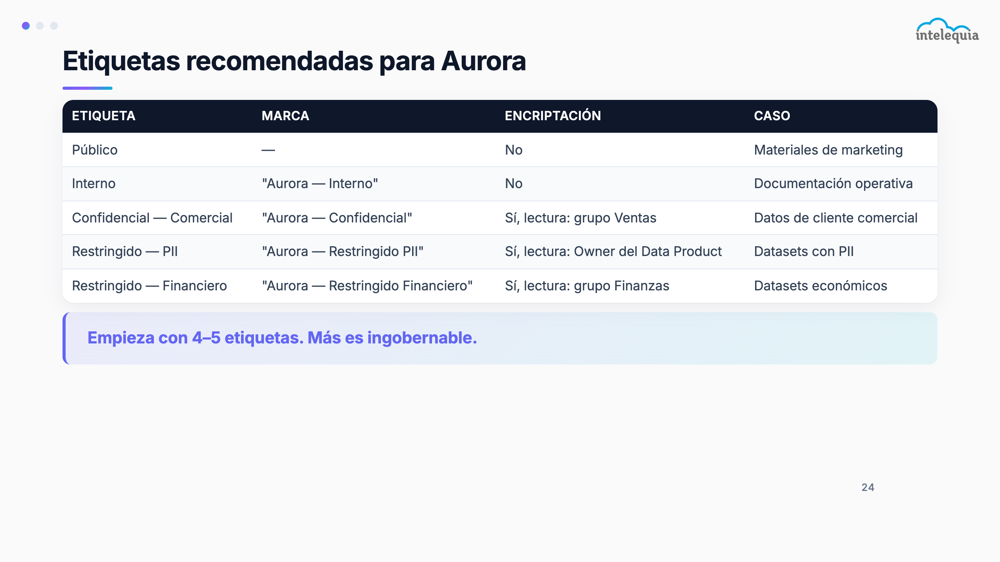 intelequia
Etiquetas recomendadas para Aurora
ETIQUETA MARCA ENCRIPTACIÓN CASO
Público — No Materiales de marketing
Interno "Aurora — Interno" No Documentación operativa
Confidencial — Comercial "Aurora — Confidencial" Sí, lectura: grupo Ventas Datos de cliente comercial
Restringido — PII "Aurora — Restringido PII" Sí, lectura: Owner del Data Product Datasets con PII
Restringido — Financiero "Aurora — Restringido Financiero" Sí, lectura: grupo Finanzas Datasets económicos
Empieza con 4–5 etiquetas. Más es ingobernable.
24